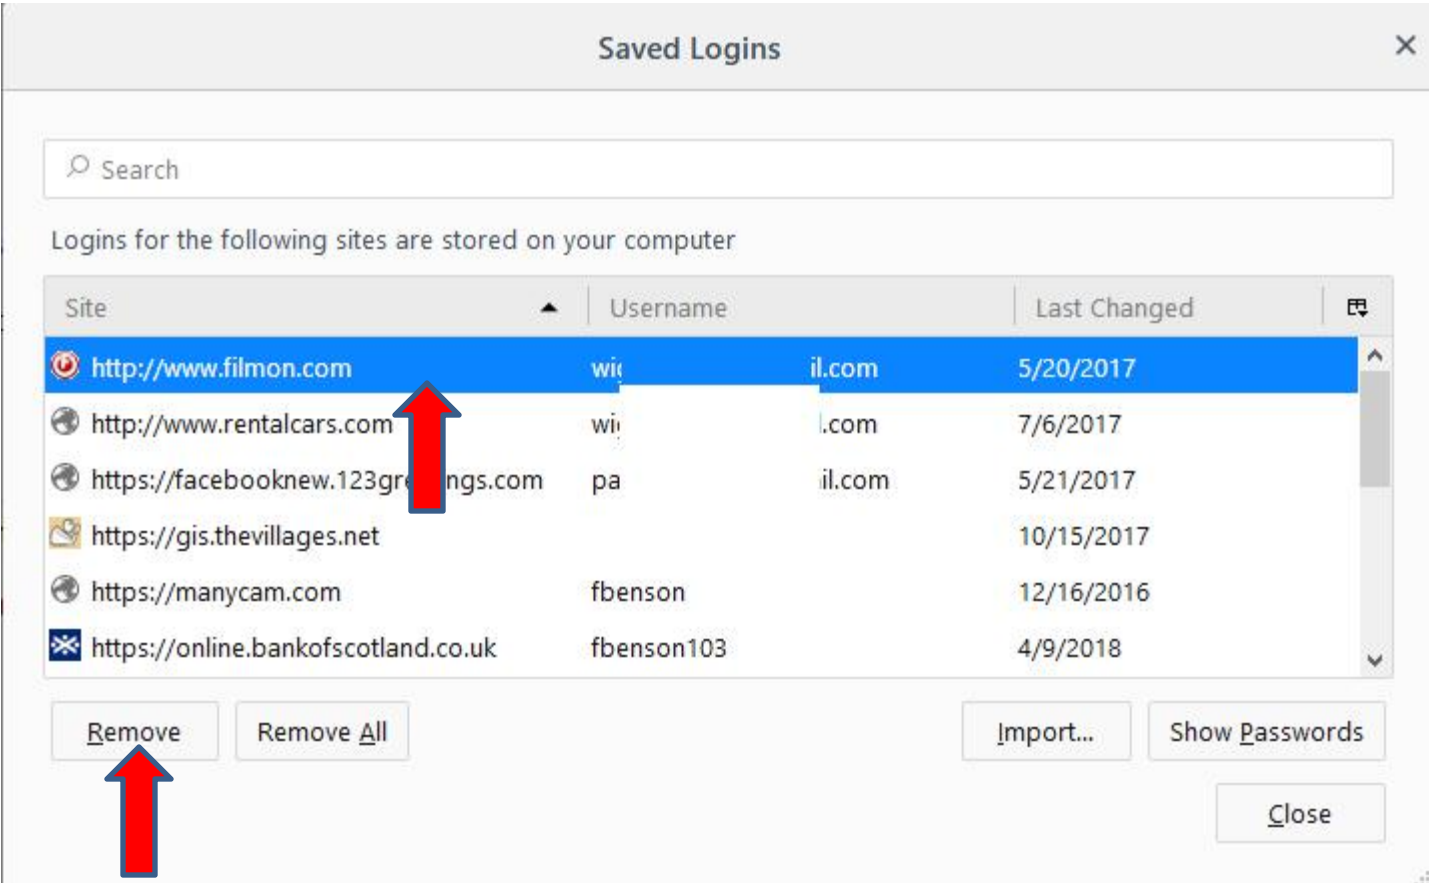 Saved Logins
Search
Logins for the following sites are stored on your computer
Site Username Last Changed
http://www.filmon.com il.com 5/20/2017
http://www.rentalcars.com .com 7/6/2017
pa il.com 5/21/2017
https://gis.thevillages.net 10/15/2017
https://manycam.com fbenson 12/16/2016
https://online.bankofscotland.co.uk fbenson103 4/9/2018
Remove Remove All Import... Show Passwords
Close